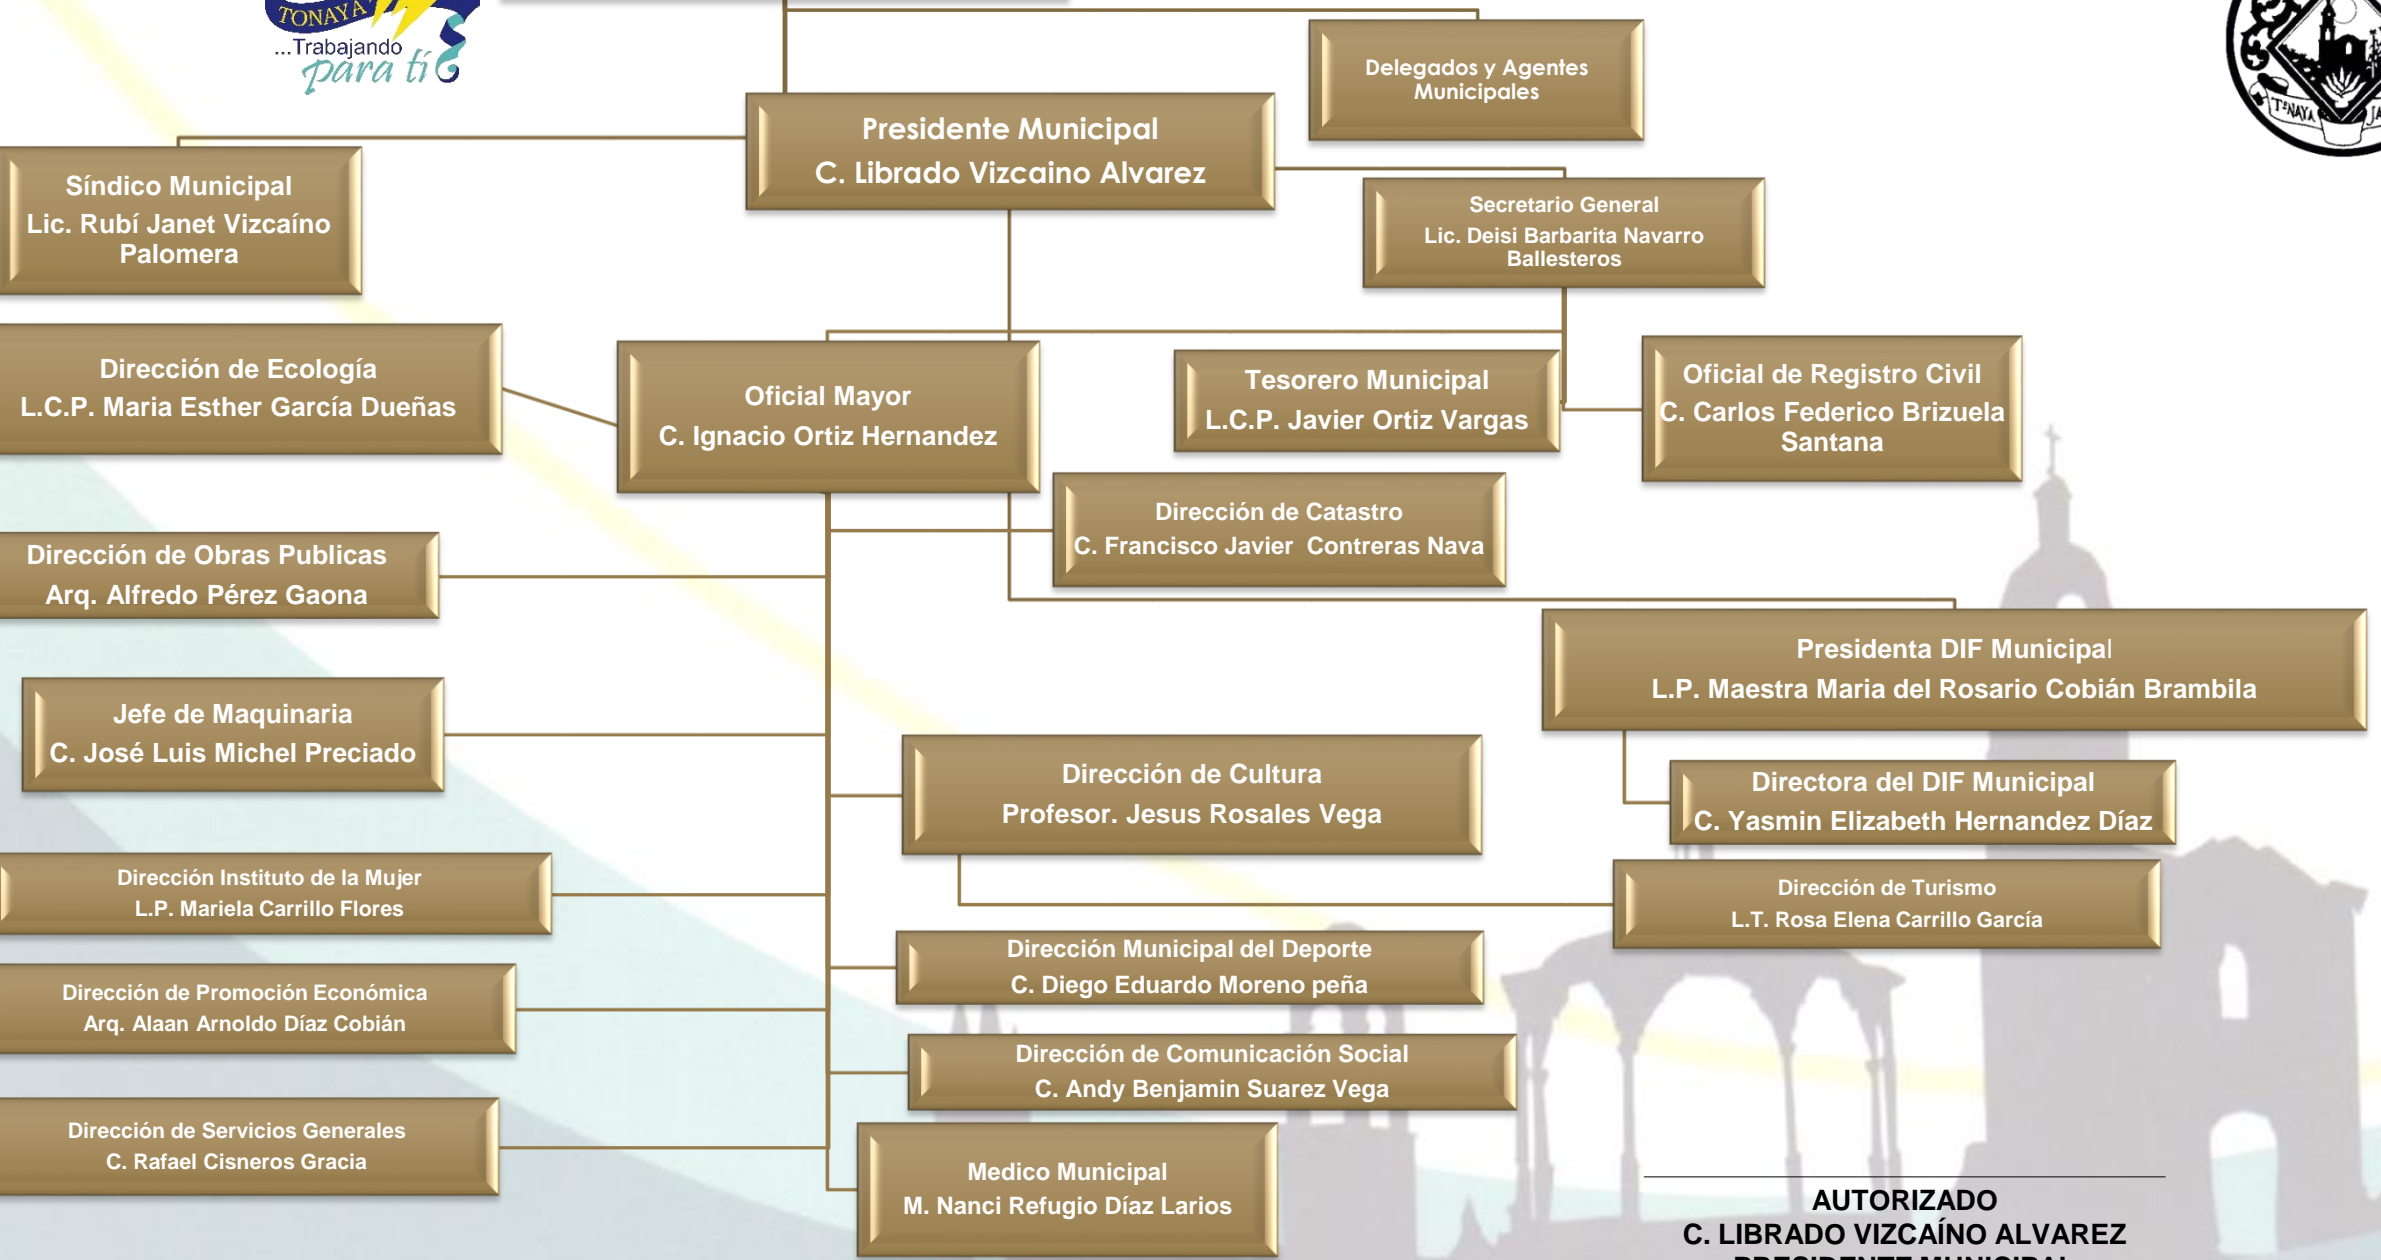 TONAYA
...Trabajando
para tí
Delegados y Agentes
Municipales
TONAYA
Presidente Municipal
C. Librado Vizcaino Alvarez
Síndico Municipal
Lic. Rubí Janet Vizcaíno
Palomera
Secretario General
Lic. Deisi Barbarita Navarro
Ballesteros
Dirección de Ecología
L.C.P. Maria Esther García Dueñas
Oficial Mayor
C. Ignacio Ortiz Hernandez
Tesorero Municipal
L.C.P. Javier Ortiz Vargas
Oficial de Registro Civil
C. Carlos Federico Brizuela
Santana
Dirección de Catastro
C. Francisco Javier  Contreras Nava
Dirección de Obras Publicas
Arq. Alfredo Pérez Gaona
Presidenta DIF Municipal
L.P. Maestra Maria del Rosario Cobián Brambila
Jefe de Maquinaria
C. José Luis Michel Preciado
Dirección de Cultura
Profesor. Jesus Rosales Vega
Directora del DIF Municipal
C. Yasmin Elizabeth Hernandez Díaz
Dirección Instituto de la Mujer
L.P. Mariela Carrillo Flores
Dirección de Turismo
L.T. Rosa Elena Carrillo García
Dirección Municipal del Deporte
C. Diego Eduardo Moreno peña
Dirección de Promoción Económica
Arq. Alaan Arnoldo Díaz Cobián
Dirección de Comunicación Social
C. Andy Benjamin Suarez Vega
Dirección de Servicios Generales
C. Rafael Cisneros Gracia
Medico Municipal
M. Nanci Refugio Díaz Larios
AUTORIZADO
C. LIBRADO VIZCAÍNO ALVAREZ
PRESIDENTE MUNICIPAL